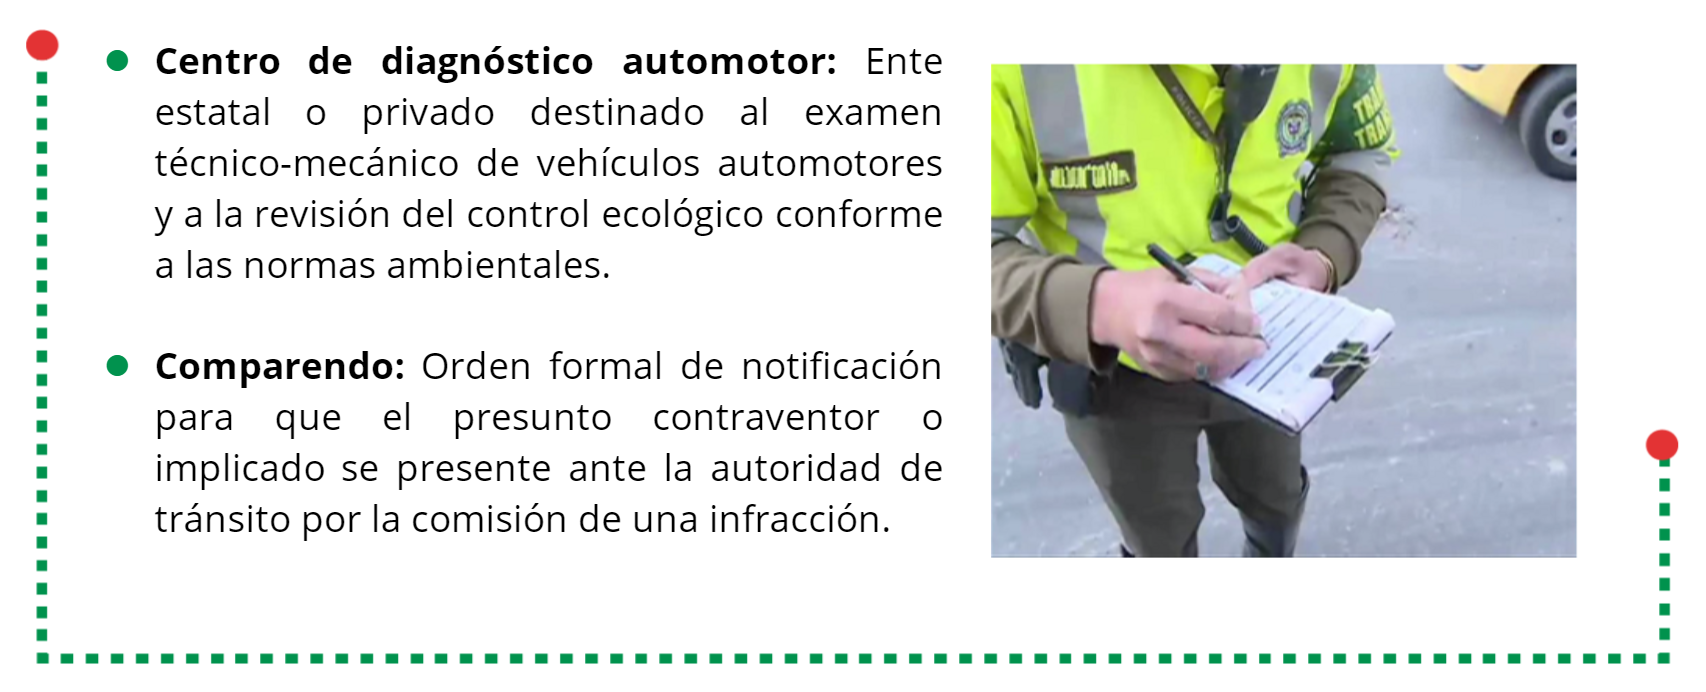 Centro de diagnóstico automotor: Ente
estatal o privado destinado al examen
técnico-mecánico de vehículos automotores
y a la revisión del control ecológico conforme
a las normas ambientales.
Comparendo: Orden formal de notificación
para que el presunto contraventor o
implicado se presente ante la autoridad de
tránsito por la comisión de una infracción.